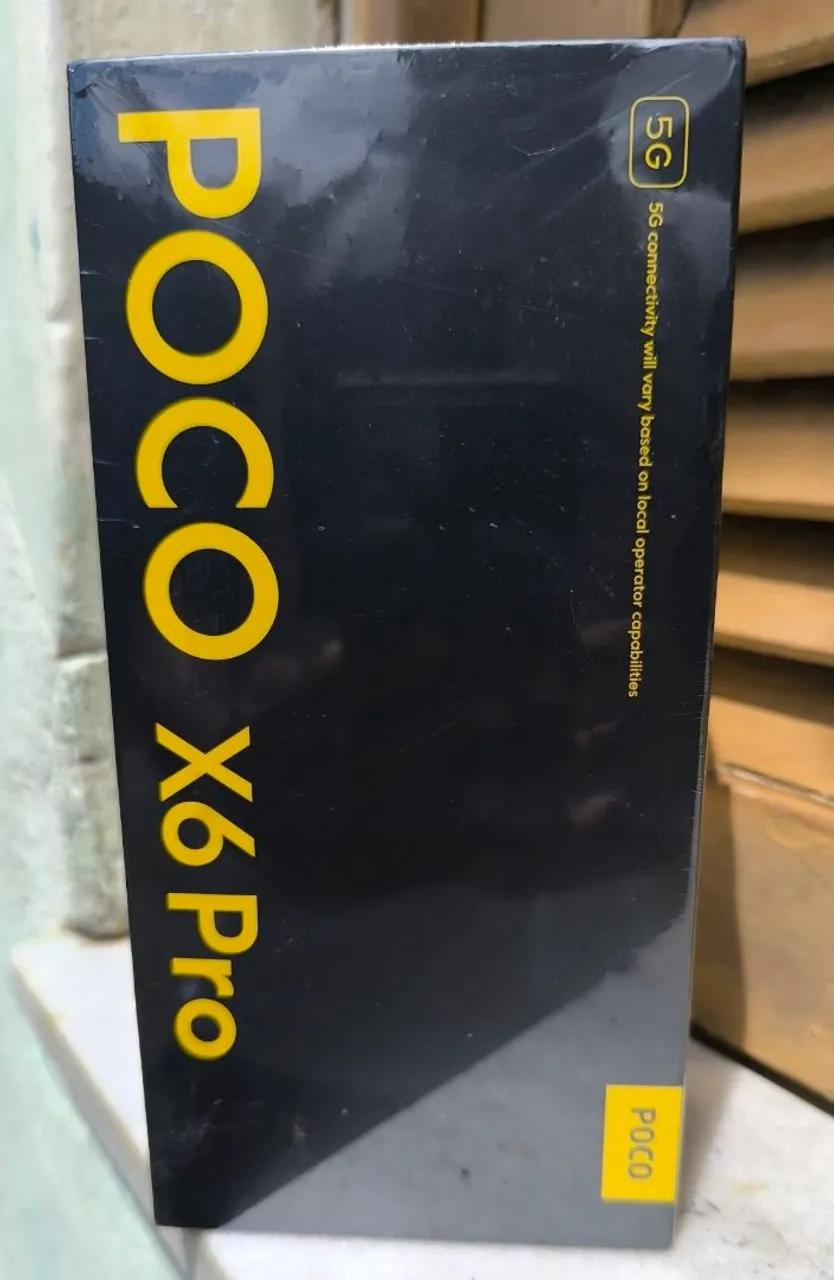 5G
5G connectivity will vary based on local operator capabilities
POCO X6 Pro
POCO